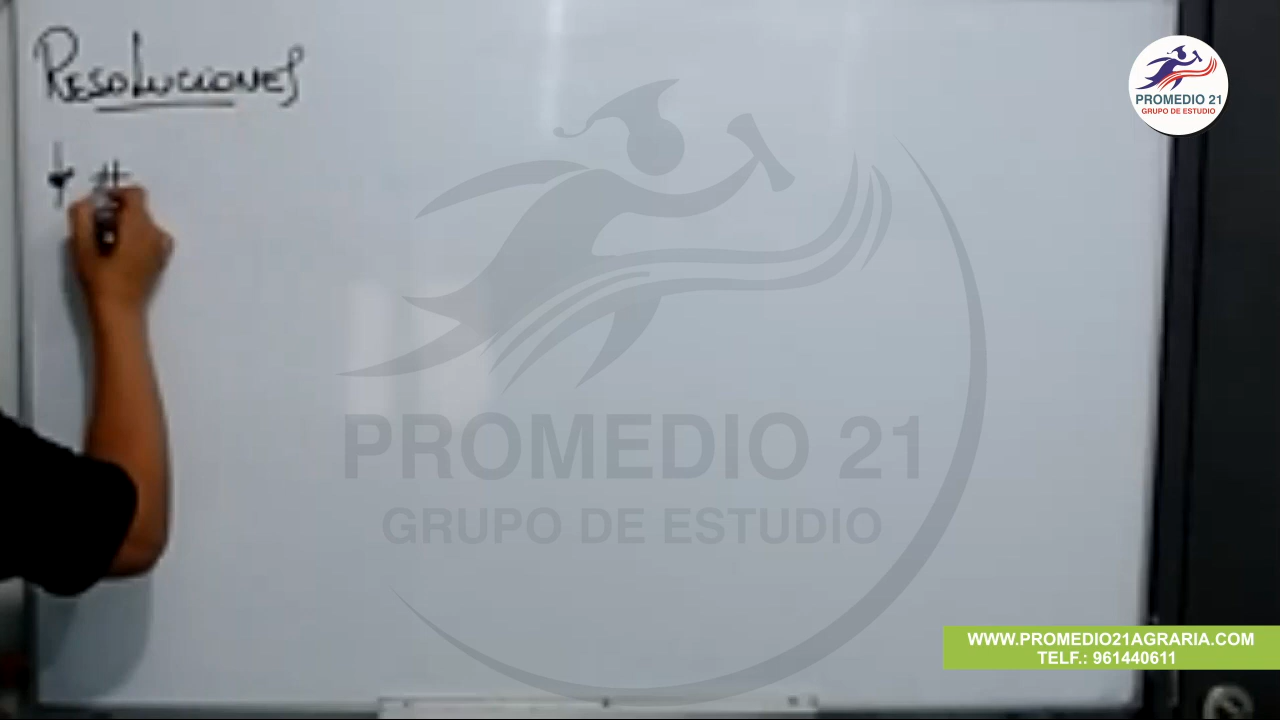 RESOLUCIONES
* #
PROMEDIO 21
GRUPO DE ESTUDIO
PROMEDIO 21
GRUPO DE ESTUDIO
WWW.PROMEDIO21AGRARIA.COM
TELF.: 961440611